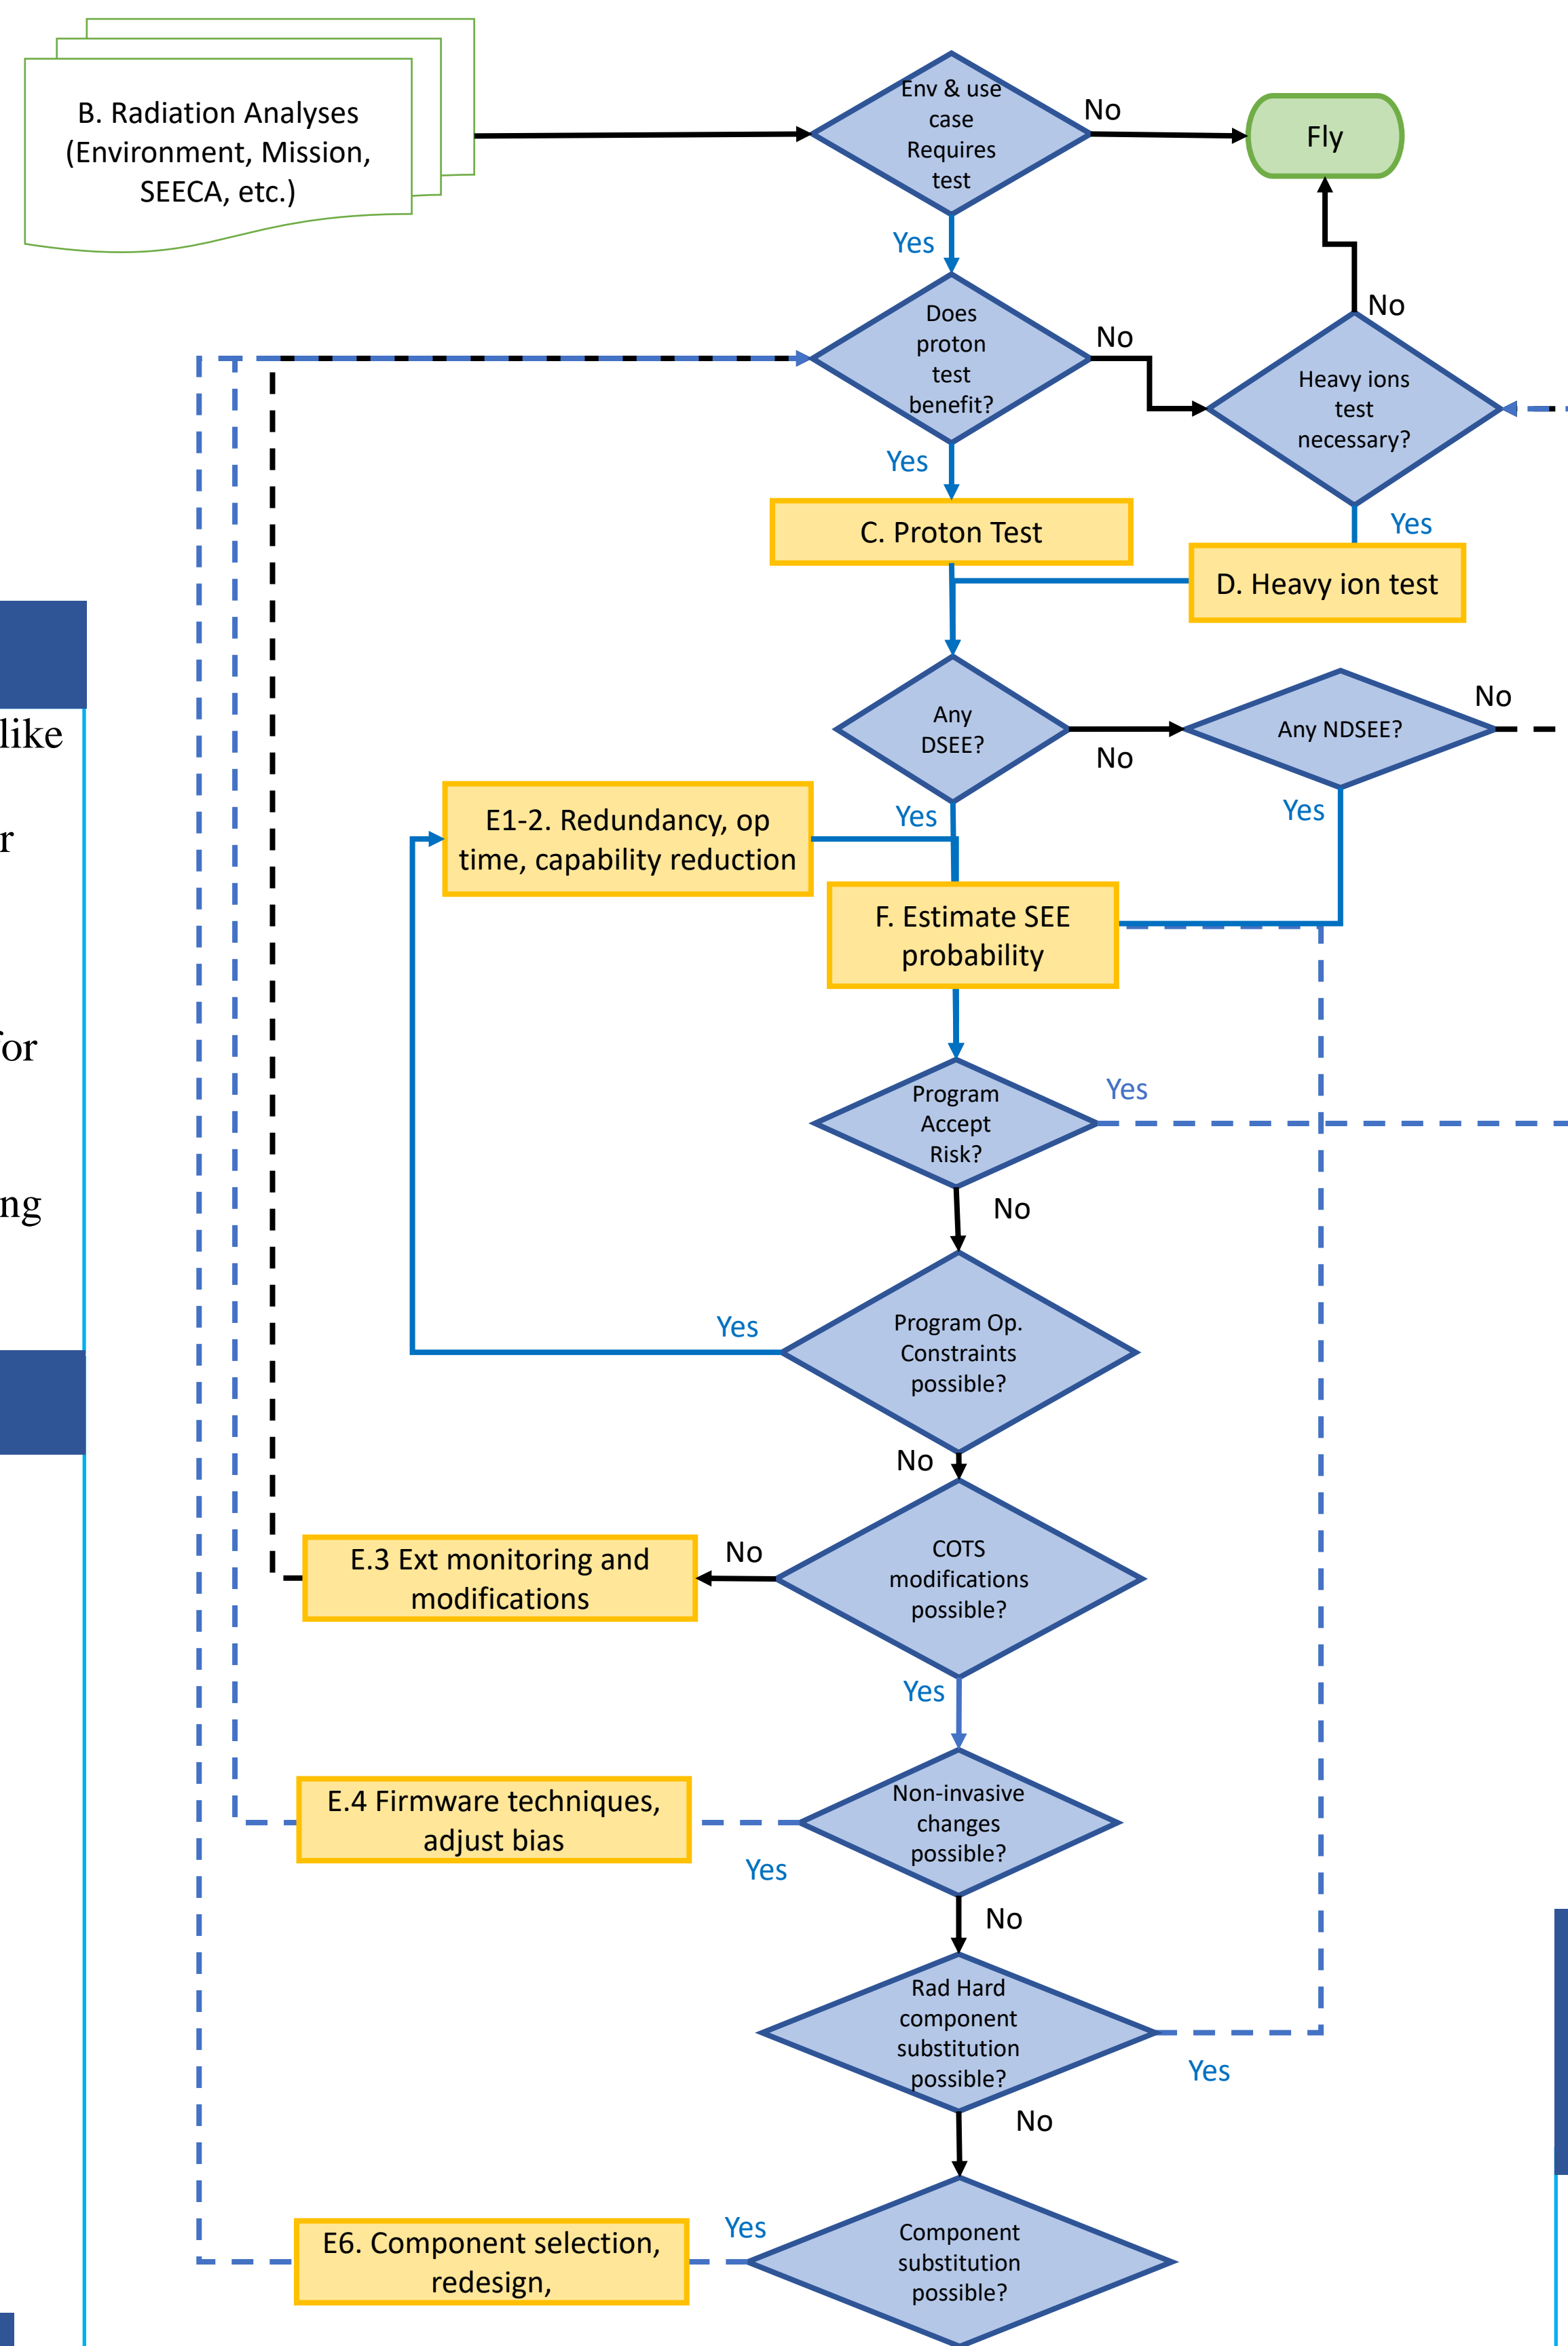 B. Radiation Analyses
(Environment, Mission,
SEECA, etc.)
Env & use
case
Requires
test
No
Fly
Yes
Does
proton
test
benefit?
No
No
Heavy ions
test
necessary?
Yes
Yes
C. Proton Test
D. Heavy ion test
like
r
for
ng
Any
DSEE?
No
Any NDSEE?
No
Yes
Yes
E1-2. Redundancy, op
time, capability reduction
F. Estimate SEE
probability
Program
Accept
Risk?
Yes
No
Program Op.
Constraints
possible?
Yes
No
COTS
modifications
possible?
No
E.3 Ext monitoring and
modifications
Yes
Non-invasive
changes
possible?
E.4 Firmware techniques,
adjust bias
Yes
No
Rad Hard
component
substitution
possible?
Yes
No
Component
substitution
possible?
Yes
E6. Component selection,
redesign,